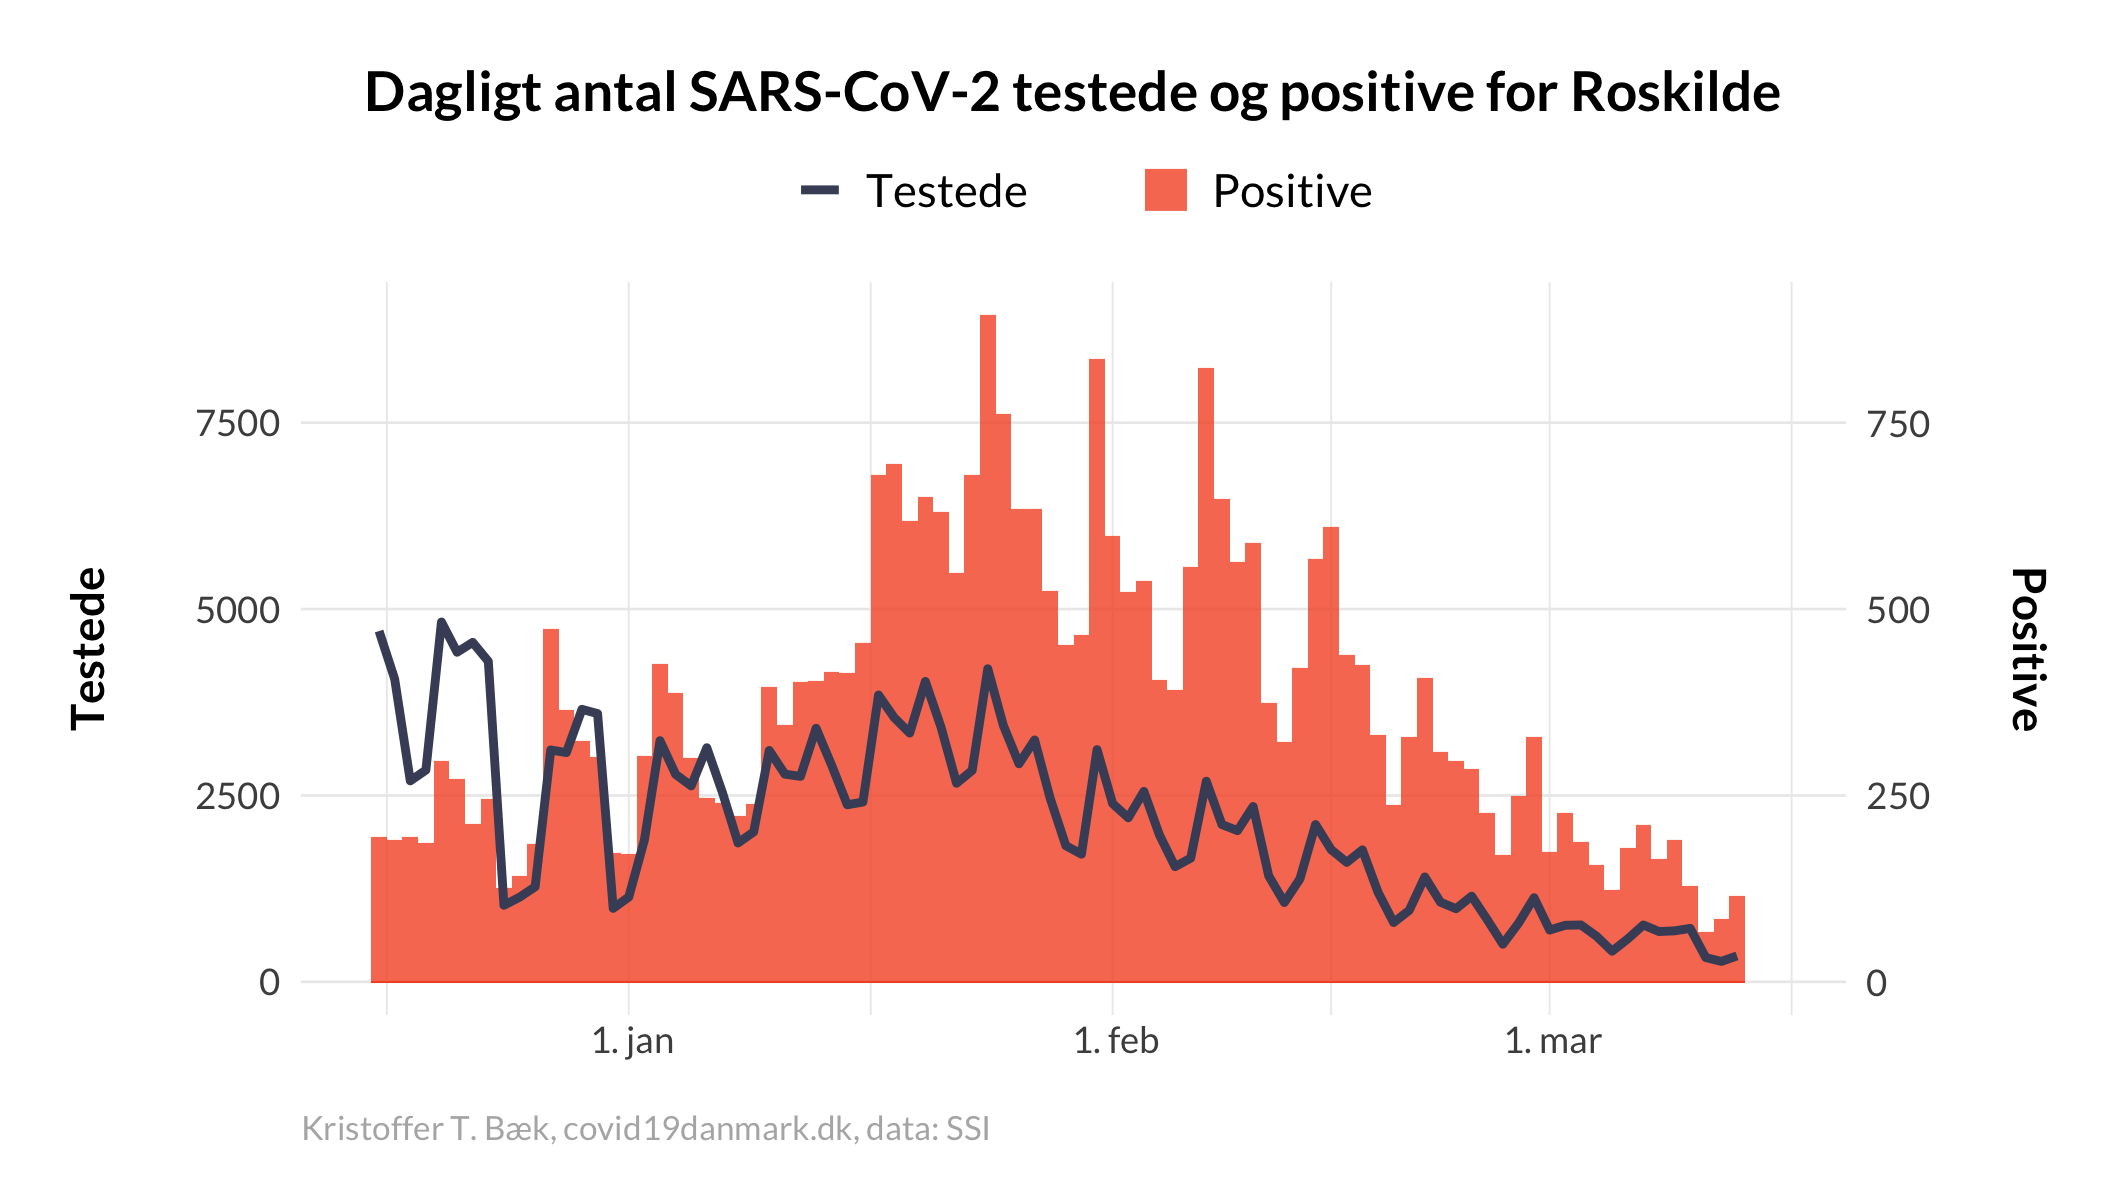 Dagligt antal SARS-CoV-2 testede og positive for Roskilde
Testede
Positive
7500
5000
2500
0
750
500
250
0
Testede
Positive
1. jan
1. feb
1. mar
Kristoffer T. Bæk, covid19danmark.dk, data: SSI